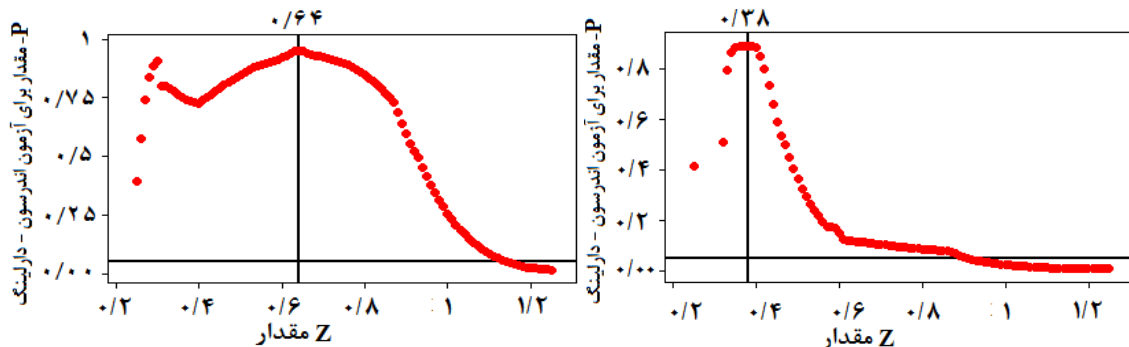 ۰/۶۴
P-مقدار برای آزمون اندرسون - دارلینگ
۱
۰/۷۵
۰/۵
۰/۲۵
۰/۰۰
۰/۲ ۰/۴ ۰/۶ ۰/۸ ۱ ۱/۲
مقدار Z
۰/۳۸
P-مقدار برای آزمون اندرسون - دارلینگ
۰/۸
۰/۶
۰/۴
۰/۲
۰/۰۰
۰/۲ ۰/۴ ۰/۶ ۰/۸ ۱ ۱/۲
مقدار Z